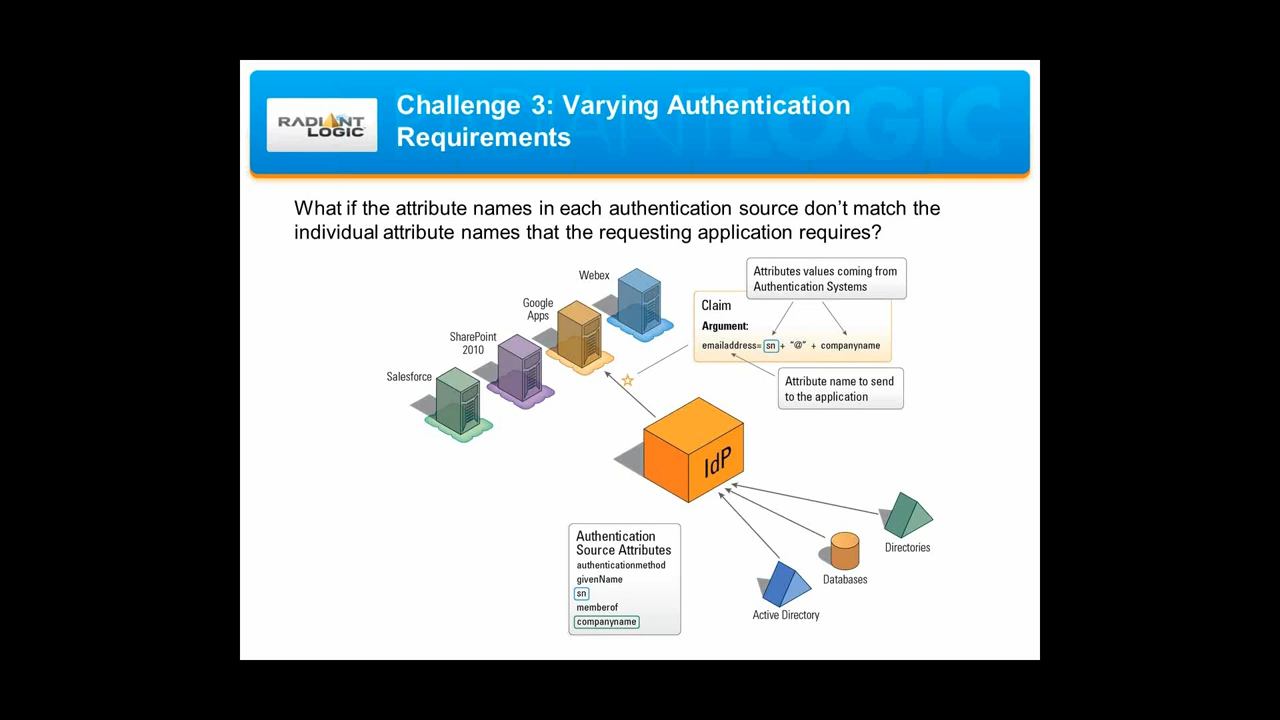 RADIANT
LOGIC
Challenge 3: Varying Authentication
Requirements
What if the attribute names in each authentication source don’t match the
individual attribute names that the requesting application requires?
Webex
Google
Apps
SharePoint
2010
Salesforce
Attributes values coming from
Authentication Systems
Claim
Argument:
emailaddress= sn + "@" + companyname
Attribute name to send
to the application
IdP
Authentication
Source Attributes
authenticationmethod
givenName
sn
memberof
companyname
Directories
Databases
Active Directory